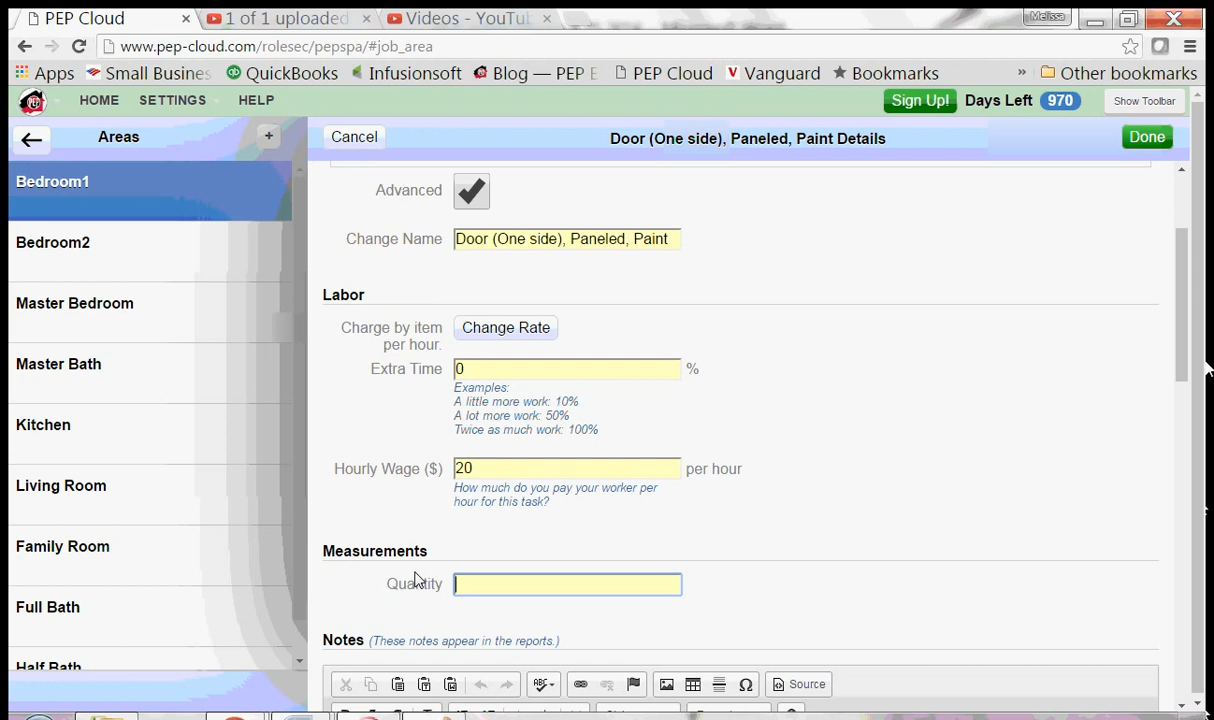 PEP Cloud
1 of 1 uploaded
Videos - YouTu
Melissa
www.pep-cloud.com/rolesec/pepspa/#job_area
Apps Small Busines QuickBooks Infusionsoft Blog — PEP E PEP Cloud Vanguard Bookmarks » Other bookmarks
PEP HOME SETTINGS HELP Sign Up! Days Left 970 Show Toolbar
Areas + Cancel Door (One side), Paneled, Paint Details Done
Bedroom1
Bedroom2
Master Bedroom
Master Bath
Kitchen
Living Room
Family Room
Full Bath
Half Bath
Advanced
Change Name Door (One side), Paneled, Paint
Labor
Charge by item
per hour.
Change Rate
Extra Time 0 %
Examples:
A little more work: 10%
A lot more work: 50%
Twice as much work: 100%
Hourly Wage ($) 20 per hour
How much do you pay your worker per
hour for this task?
Measurements
Quantity
Notes (These notes appear in the reports.)
ABC Ω Source